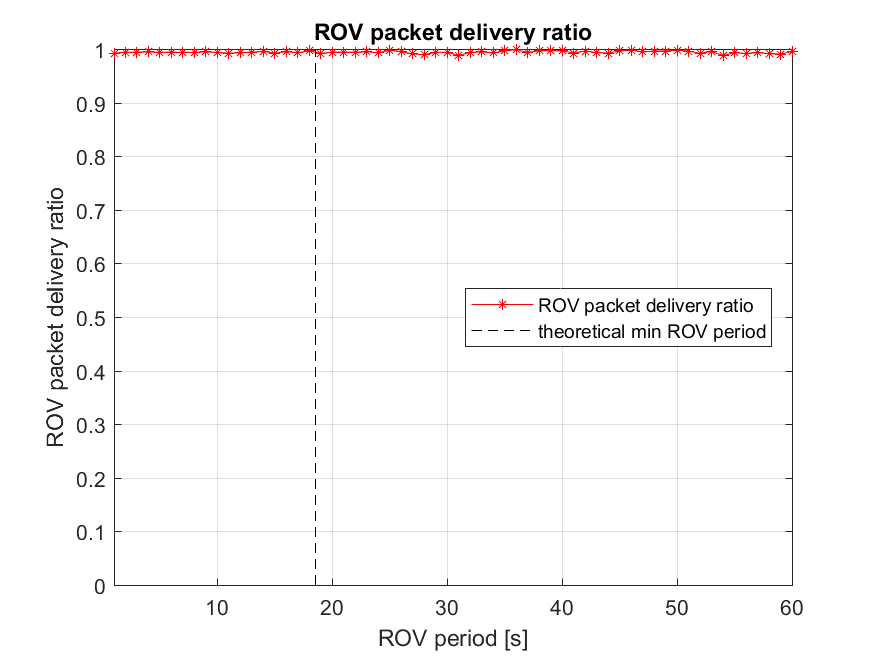 ROV packet delivery ratio
1
0.9
0.8
0.7
0.6
0.5
0.4
0.3
0.2
0.1
0
ROV packet delivery ratio
ROV packet delivery ratio
theoretical min ROV period
10 20 30 40 50 60
ROV period [s]